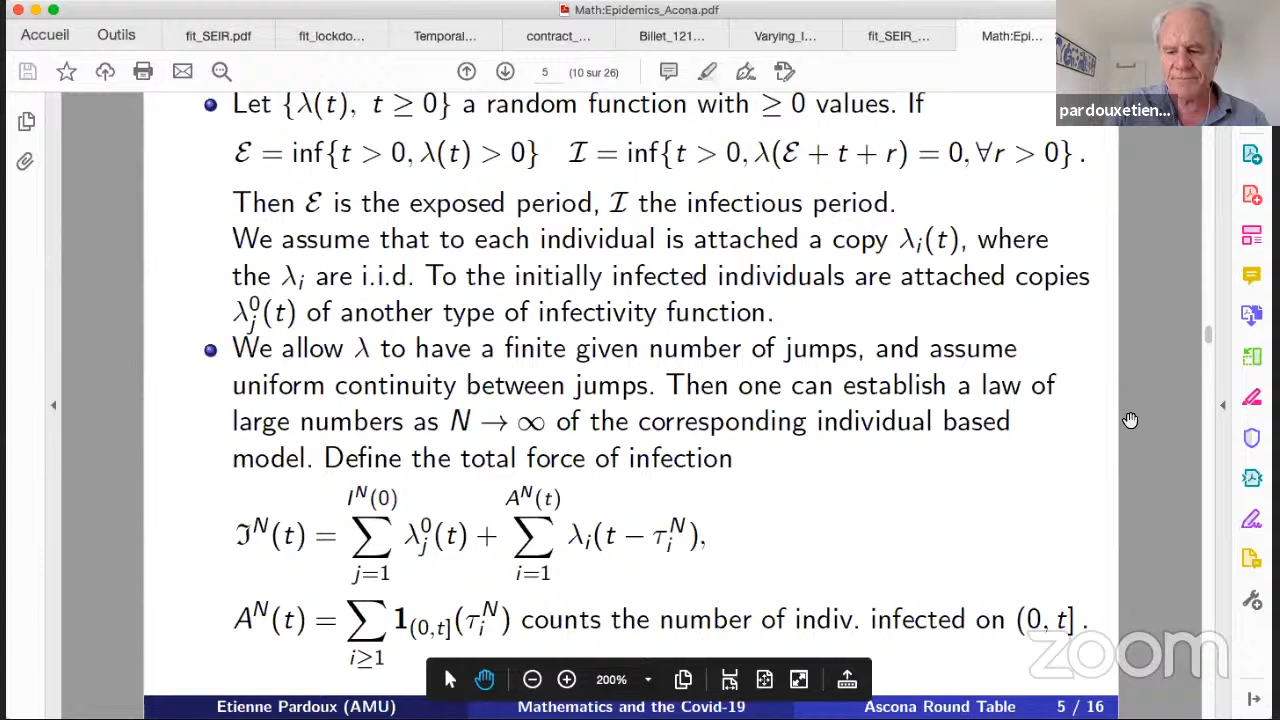 Math:Epidemics_Acona.pdf
Accueil Outils fit_SEIR.pdf fit_lockdo... Temporal... contract_... Billet_121... Varying_I... fit_SEIR_... Math:Epi...
5 (10 sur 26)
pardouxetien...
• Let {λ(t), t ≥ 0} a random function with ≥ 0 values. If
ℰ = inf{t > 0, λ(t) > 0} ℐ = inf{t > 0, λ(ℰ + t + r) = 0, ∀r > 0} .
Then ℰ is the exposed period, ℐ the infectious period.
We assume that to each individual is attached a copy λ_i(t), where
the λ_i are i.i.d. To the initially infected individuals are attached copies
λ_j^0(t) of another type of infectivity function.
• We allow λ to have a finite given number of jumps, and assume
uniform continuity between jumps. Then one can establish a law of
large numbers as N → ∞ of the corresponding individual based
model. Define the total force of infection
ℑ^N(t) = ∑_{j=1}^{I^N(0)} λ_j^0(t) + ∑_{i=1}^{A^N(t)} λ_i(t − τ_i^N),
A^N(t) = ∑_{i≥1} 1_{(0,t]}(τ_i^N) counts the number of indiv. infected on (0, t] .
zoom
200%
Etienne Pardoux (AMU) Mathematics and the Covid-19 Ascona Round Table 5 / 16